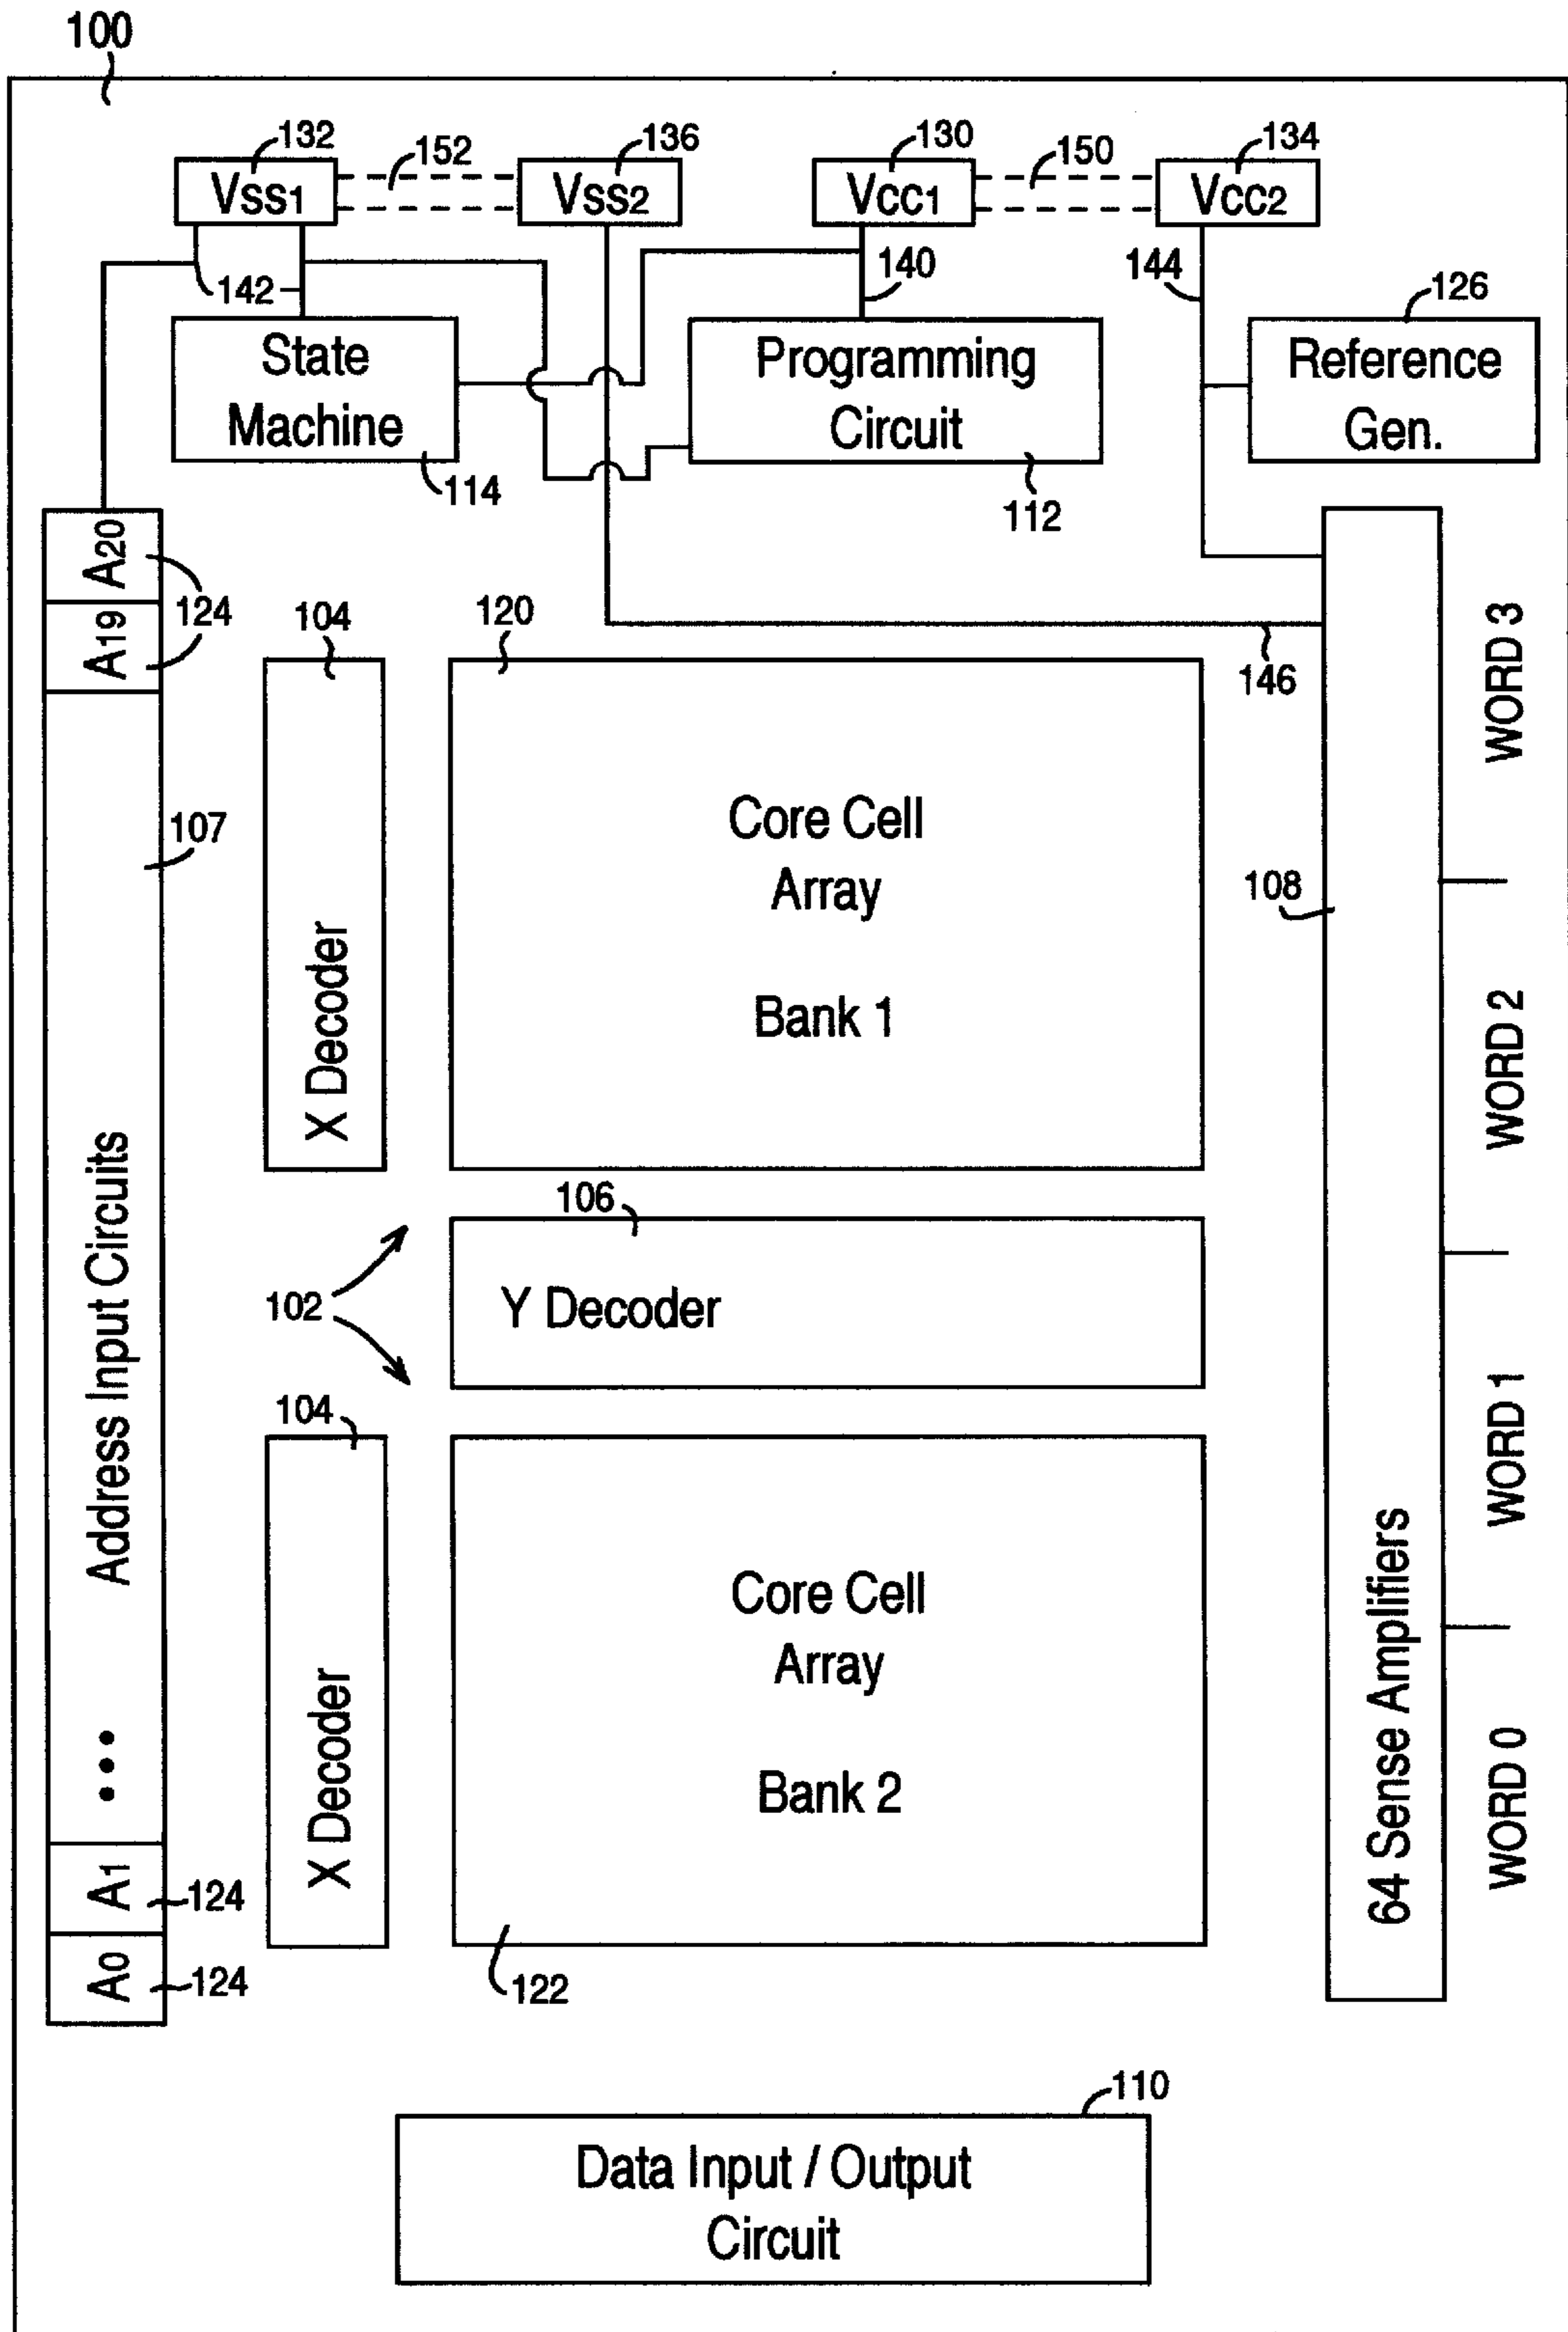 100
132
152
136
130
150
134
Vss1
Vss2
Vcc1
Vcc2
142
140
144
126
State
Machine
Programming
Circuit
Reference
Gen.
114
112
A20
124
A19
104
120
146
WORD 3
107
108
Core Cell
Array
Bank 1
X Decoder
WORD 2
Address Input Circuits
106
102
Y Decoder
104
WORD 1
Core Cell
Array
Bank 2
X Decoder
64 Sense Amplifiers
WORD 0
•••
A1
124
A0
124
122
110
Data Input / Output
Circuit